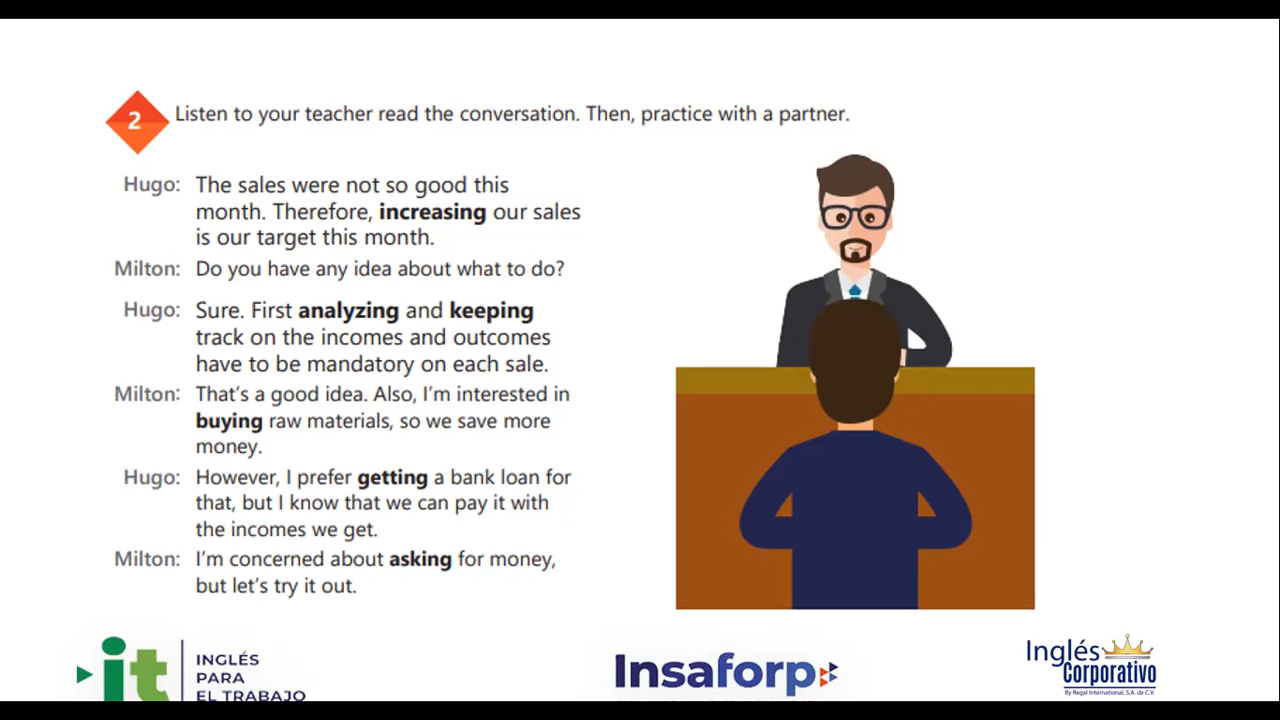 2
Listen to your teacher read the conversation. Then, practice with a partner.
Hugo: The sales were not so good this
month. Therefore, increasing our sales
is our target this month.
Milton: Do you have any idea about what to do?
Hugo: Sure. First analyzing and keeping
track on the incomes and outcomes
have to be mandatory on each sale.
Milton: That's a good idea. Also, I'm interested in
buying raw materials, so we save more
money.
Hugo: However, I prefer getting a bank loan for
that, but I know that we can pay it with
the incomes we get.
Milton: I'm concerned about asking for money,
but let's try it out.
it
INGLÉS
PARA
EL TRABAJO
Insaforp
Inglés
Corporativo
By Regal International, S.A. de C.V.